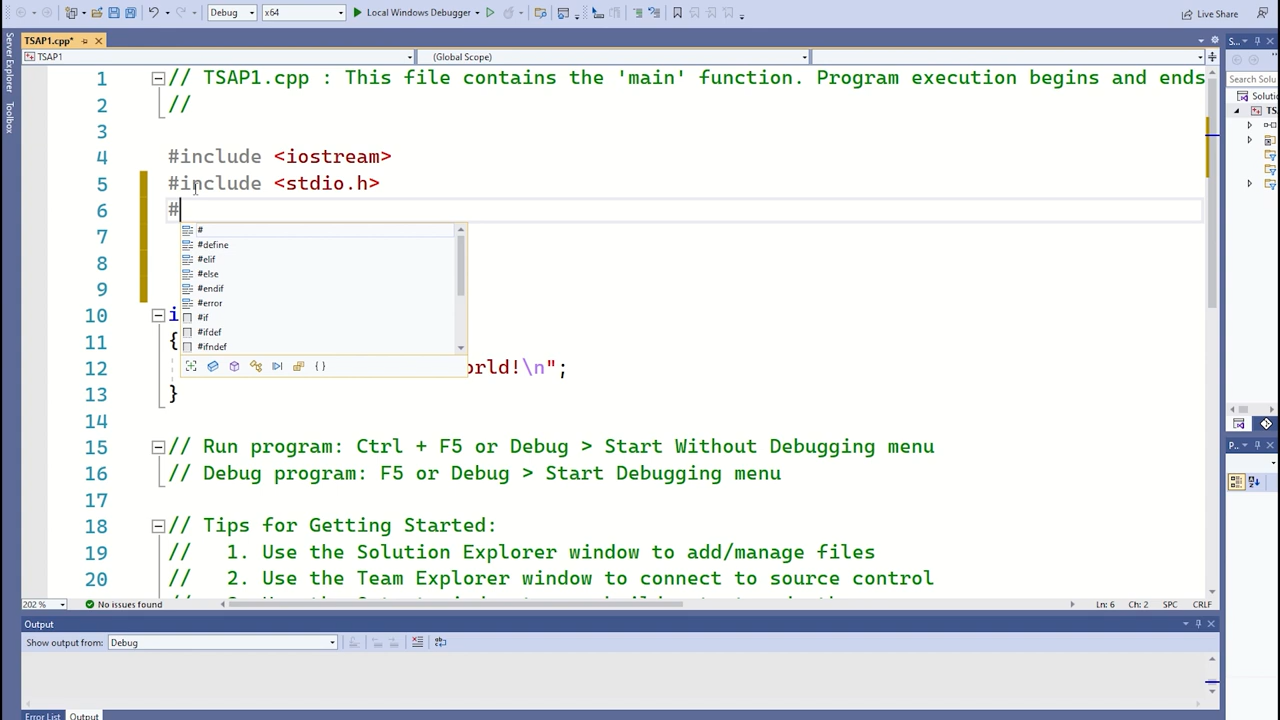 Debug x64 Local Windows Debugger Live Share
TSAP1.cpp*
TSAP1 (Global Scope) S...
Server Explorer
Toolbox
Search Solu
Soluti
TS
1 // TSAP1.cpp : This file contains the 'main' function. Program execution begins and ends
2 //
3
4 #include <iostream>
5 #include <stdio.h>
6 #
7
8
9
10 i
11 {
12 orld!\n";
13 }
14
15 // Run program: Ctrl + F5 or Debug > Start Without Debugging menu
16 // Debug program: F5 or Debug > Start Debugging menu
17
18 // Tips for Getting Started:
19 // 1. Use the Solution Explorer window to add/manage files
20 // 2. Use the Team Explorer window to connect to source control
#
#define
#elif
#else
#endif
#error
#if
#ifdef
#ifndef
P...
202 % No issues found Ln: 6 Ch: 2 SPC CRLF
Output
Show output from: Debug
Error List Output